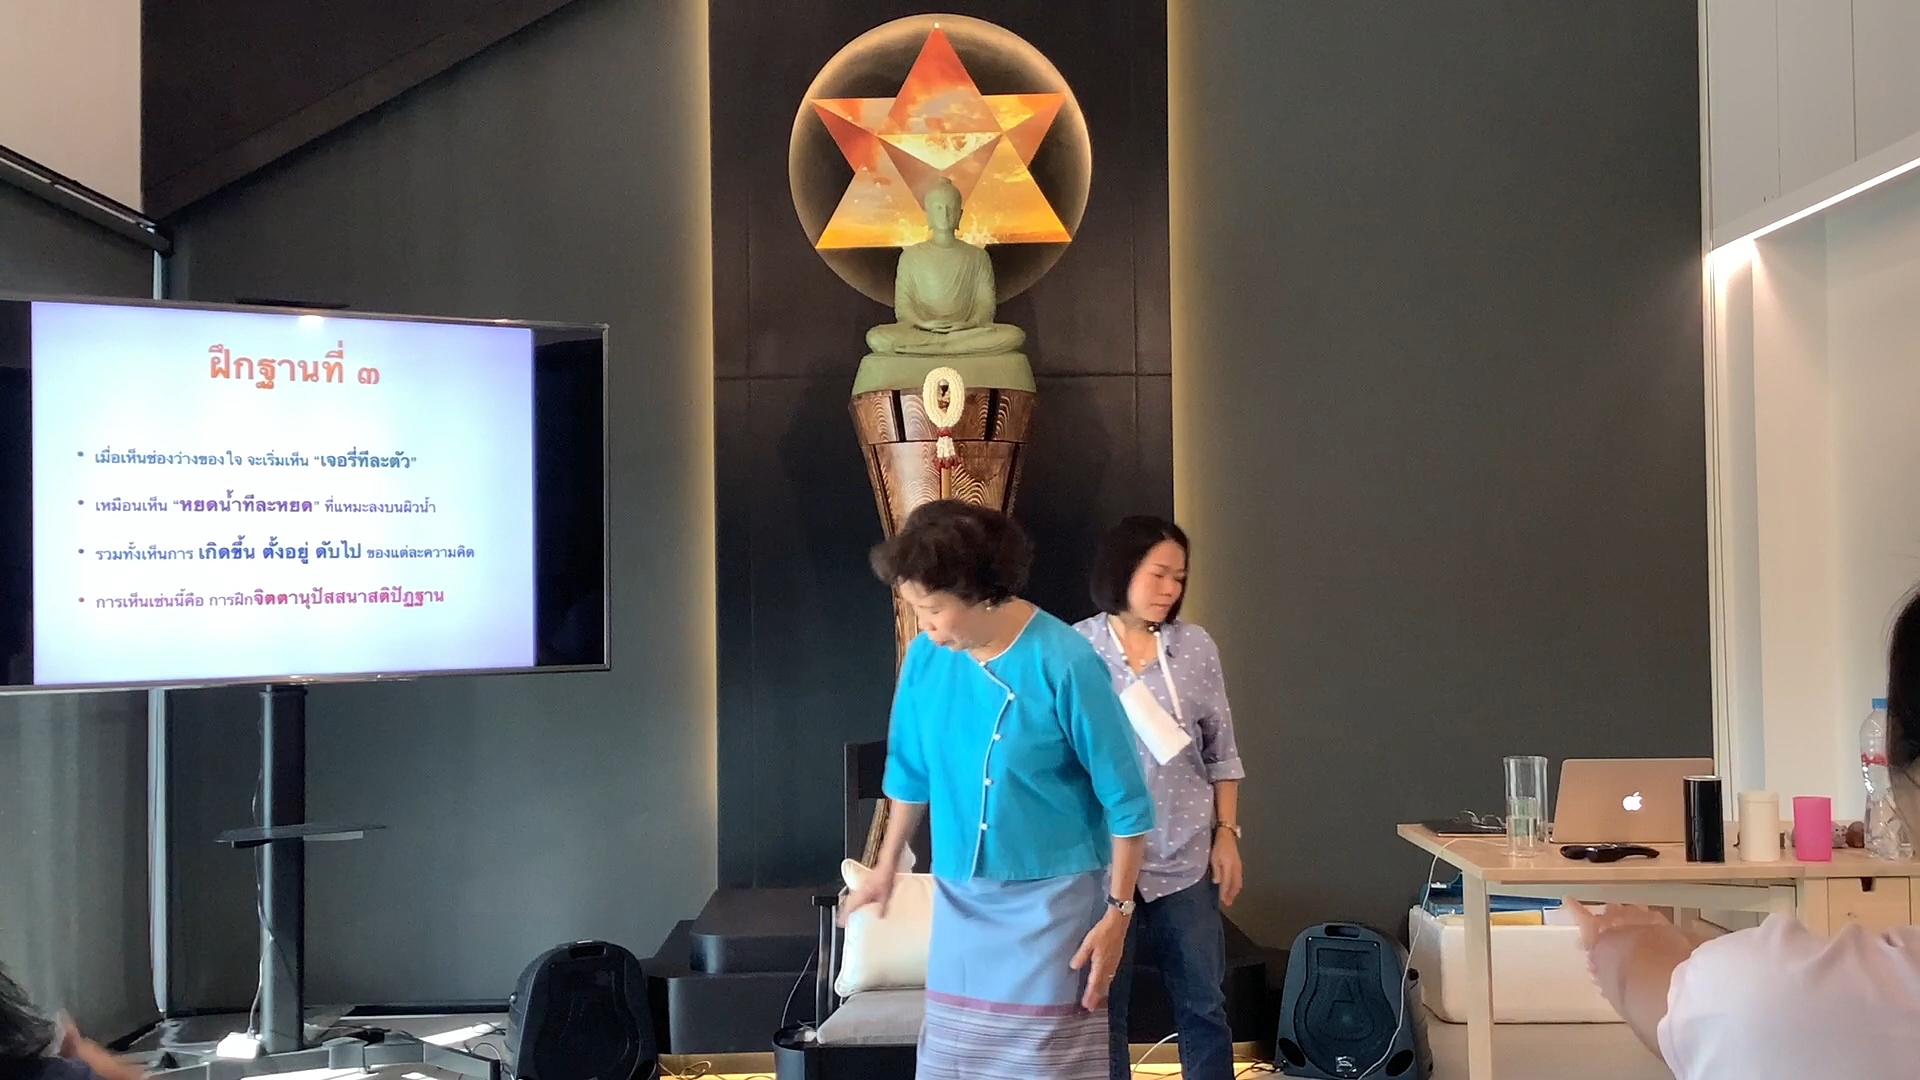 ฝึกฐานที่ ๓
• เมื่อเห็นช่องว่างของใจ จะเริ่มเห็น “เจอรี่ทีละตัว”
• เหมือนเห็น “หยดน้ำทีละหยด” ที่แหมะลงบนผิวน้ำ
• รวมทั้งเห็นการ เกิดขึ้น ตั้งอยู่ ดับไป ของแต่ละความคิด
• การเห็นเช่นนี้คือ การฝึกจิตตานุปัสสนาสติปัฏฐาน